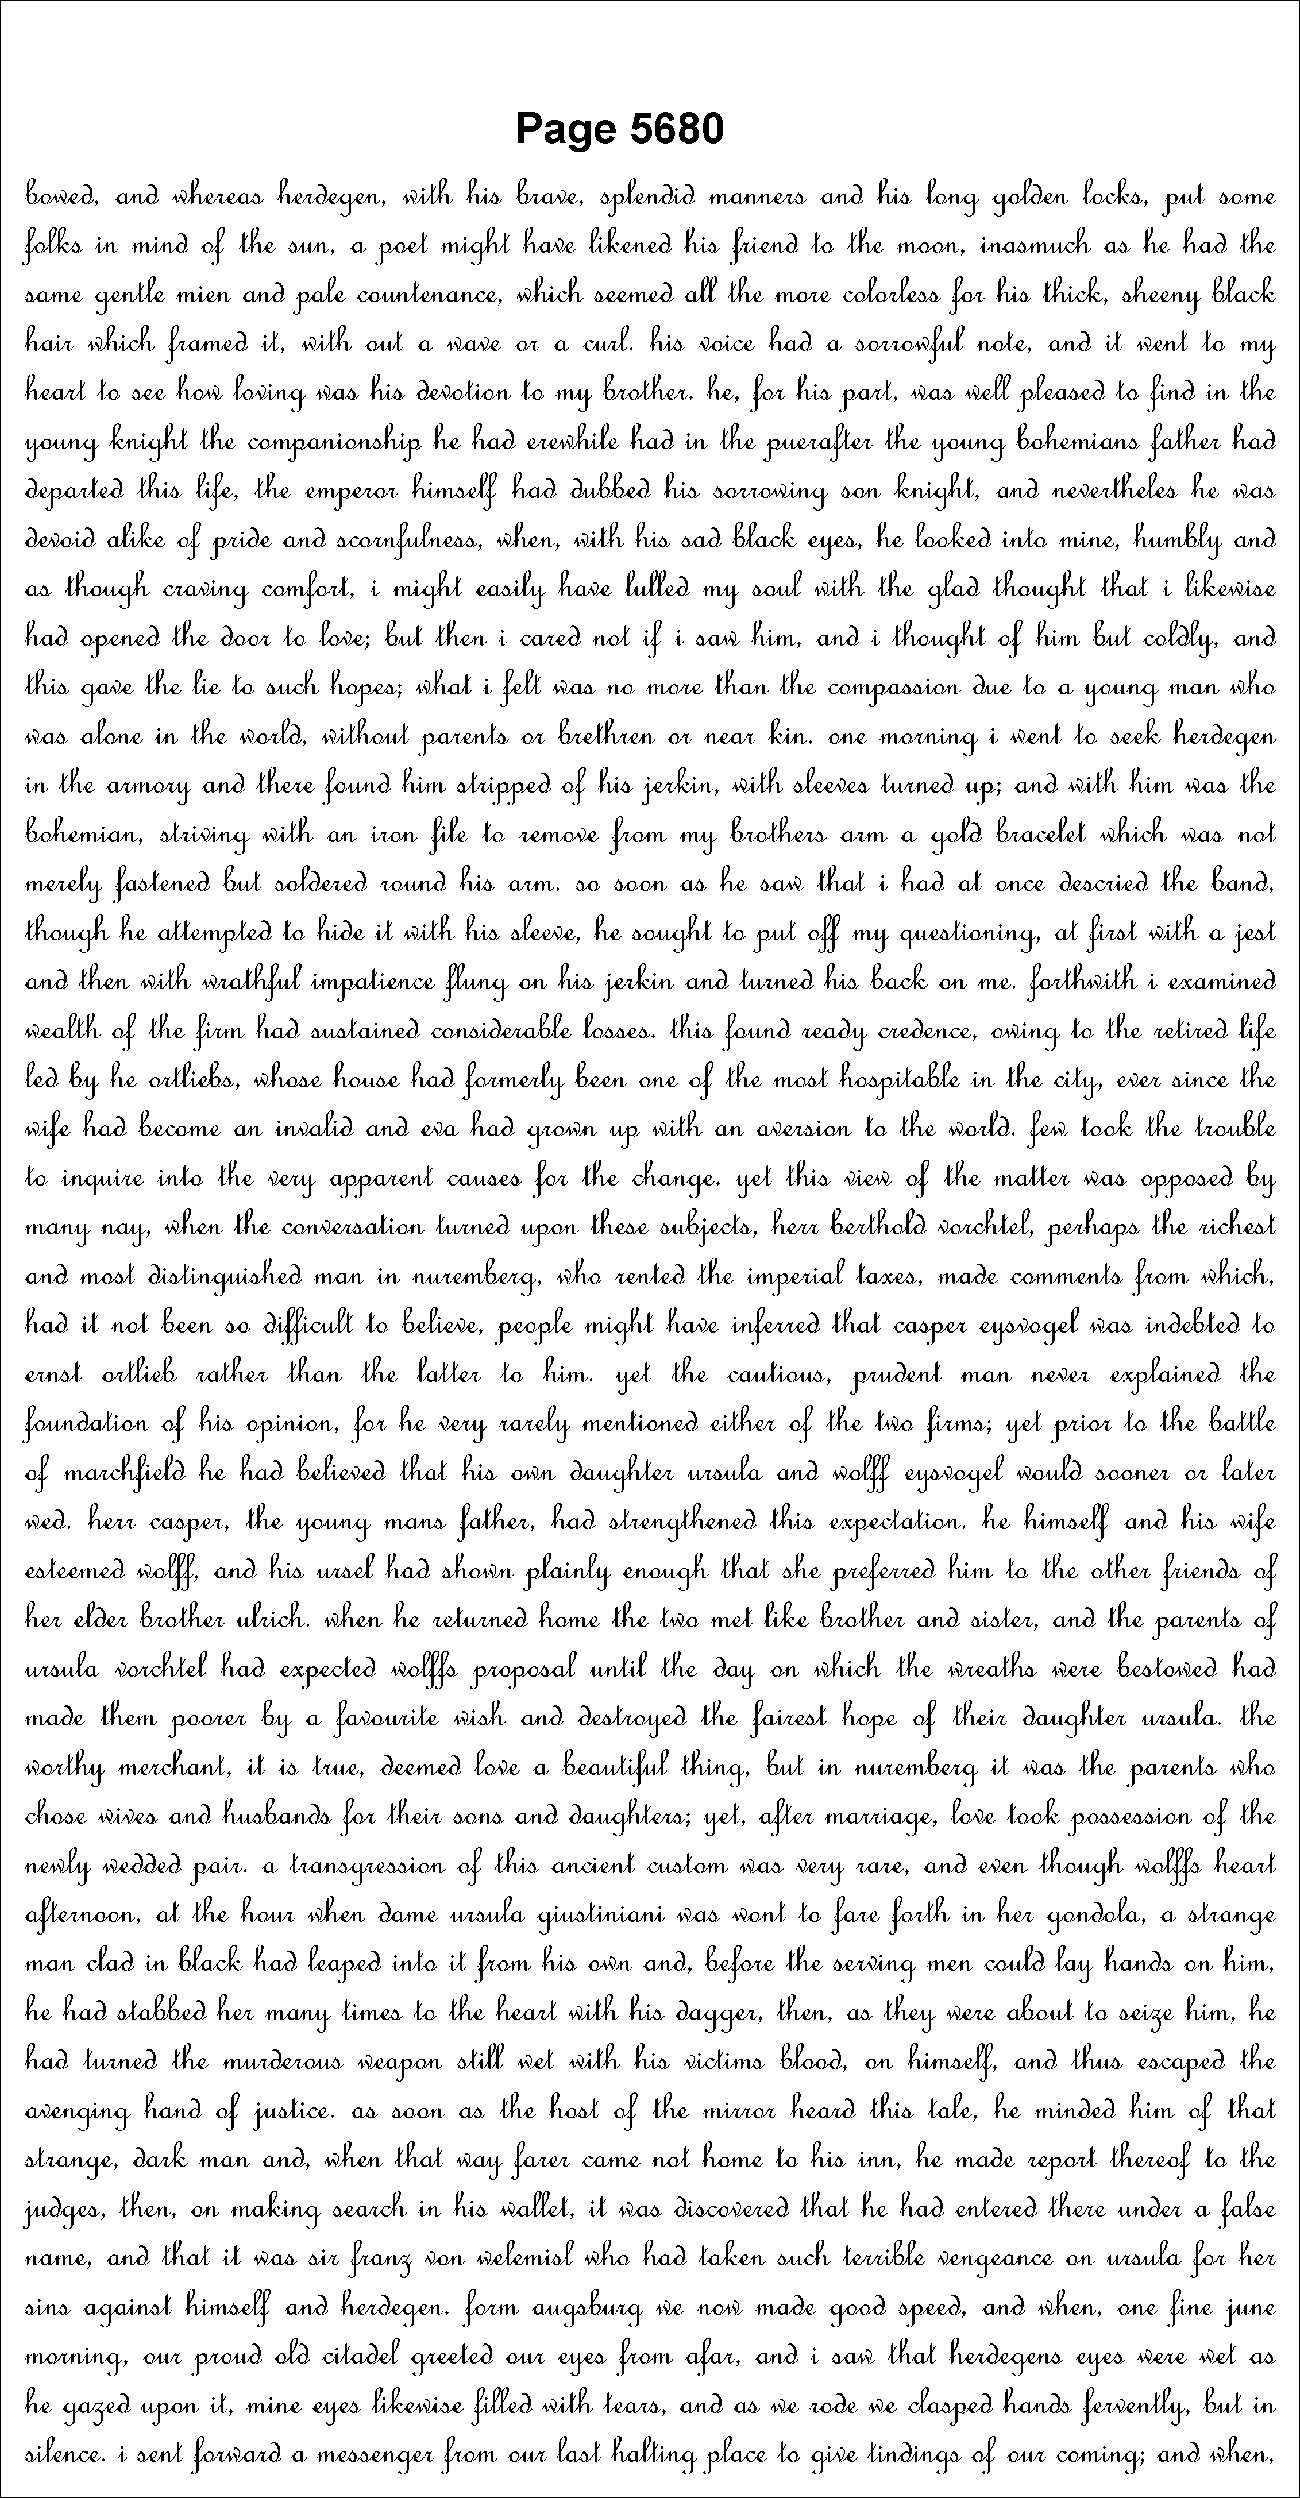 Page 5680
bowed, and whereas herdegen, with his brave, splendid manners and his long golden locks, put some
folks in mind of the sun, a poet might have likened his friend to the moon, inasmuch as he had the
same gentle mien and pale countenance, which seemed all the more colorless for his thick, sheeny black
hair which framed it, with out a wave or a curl. his voice had a sorrowful note, and it went to my
heart to see how loving was his devotion to my brother. he, for his part, was well pleased to find in the
young knight the companionship he had erewhile had in the puerafter the young bohemians father had
departed this life, the emperor himself had dubbed his sorrowing son knight, and nevertheles he was
devoid alike of pride and scornfulness, when, with his sad black eyes, he looked into mine, humbly and
as though craving comfort, i might easily have lulled my soul with the glad thought that i likewise
had opened the door to love; but then i cared not if i saw him, and i thought of him but coldly, and
this gave the lie to such hopes; what i felt was no more than the compassion due to a young man who
was alone in the world, without parents or brethren or near kin. one morning i went to seek herdegen
in the armory and there found him stripped of his jerkin, with sleeves turned up; and with him was the
bohemian, striving with an iron file to remove from my brothers arm a gold bracelet which was not
merely fastened but soldered round his arm. so soon as he saw that i had at once descried the band,
though he attempted to hide it with his sleeve, he sought to put off my questioning, at first with a jest
and then with wrathful impatience flung on his jerkin and turned his back on me. forthwith i examined
wealth of the firm had sustained considerable losses. this found ready credence, owing to the retired life
led by he ortliebs, whose house had formerly been one of the most hospitable in the city, ever since the
wife had become an invalid and eva had grown up with an aversion to the world. few took the trouble
to inquire into the very apparent causes for the change. yet this view of the matter was opposed by
many nay, when the conversation turned upon these subjects, herr berthold vorchtel, perhaps the richest
and most distinguished man in nuremberg, who rented the imperial taxes, made comments from which,
had it not been so difficult to believe, people might have inferred that casper eysvogel was indebted to
ernst ortlieb rather than the latter to him. yet the cautious, prudent man never explained the
foundation of his opinion, for he very rarely mentioned either of the two firms; yet prior to the battle
of marchfield he had believed that his own daughter ursula and wolff eysvogel would sooner or later
wed. herr casper, the young mans father, had strengthened this expectation. he himself and his wife
esteemed wolff, and his ursel had shown plainly enough that she preferred him to the other friends of
her elder brother ulrich. when he returned home the two met like brother and sister, and the parents of
ursula vorchtel had expected wolffs proposal until the day on which the wreaths were bestowed had
made them poorer by a favourite wish and destroyed the fairest hope of their daughter ursula. the
worthy merchant, it is true, deemed love a beautiful thing, but in nuremberg it was the parents who
chose wives and husbands for their sons and daughters; yet, after marriage, love took possession of the
newly wedded pair. a transgression of this ancient custom was very rare, and even though wolffs heart
afternoon, at the hour when dame ursula giustiniani was wont to fare forth in her gondola, a strange
man clad in black had leaped into it from his own and, before the serving men could lay hands on him,
he had stabbed her many times to the heart with his dagger, then, as they were about to seize him, he
had turned the murderous weapon still wet with his victims blood, on himself, and thus escaped the
avenging hand of justice. as soon as the host of the mirror heard this tale, he minded him of that
strange, dark man and, when that way farer came not home to his inn, he made report thereof to the
judges, then, on making search in his wallet, it was discovered that he had entered there under a false
name, and that it was sir franz von welemisl who had taken such terrible vengeance on ursula for her
sins against himself and herdegen. form augsburg we now made good speed, and when, one fine june
morning, our proud old citadel greeted our eyes from afar, and i saw that herdegens eyes were wet as
he gazed upon it, mine eyes likewise filled with tears, and as we rode we clasped hands fervently, but in
silence. i sent forward a messenger from our last halting place to give tindings of our coming; and when,